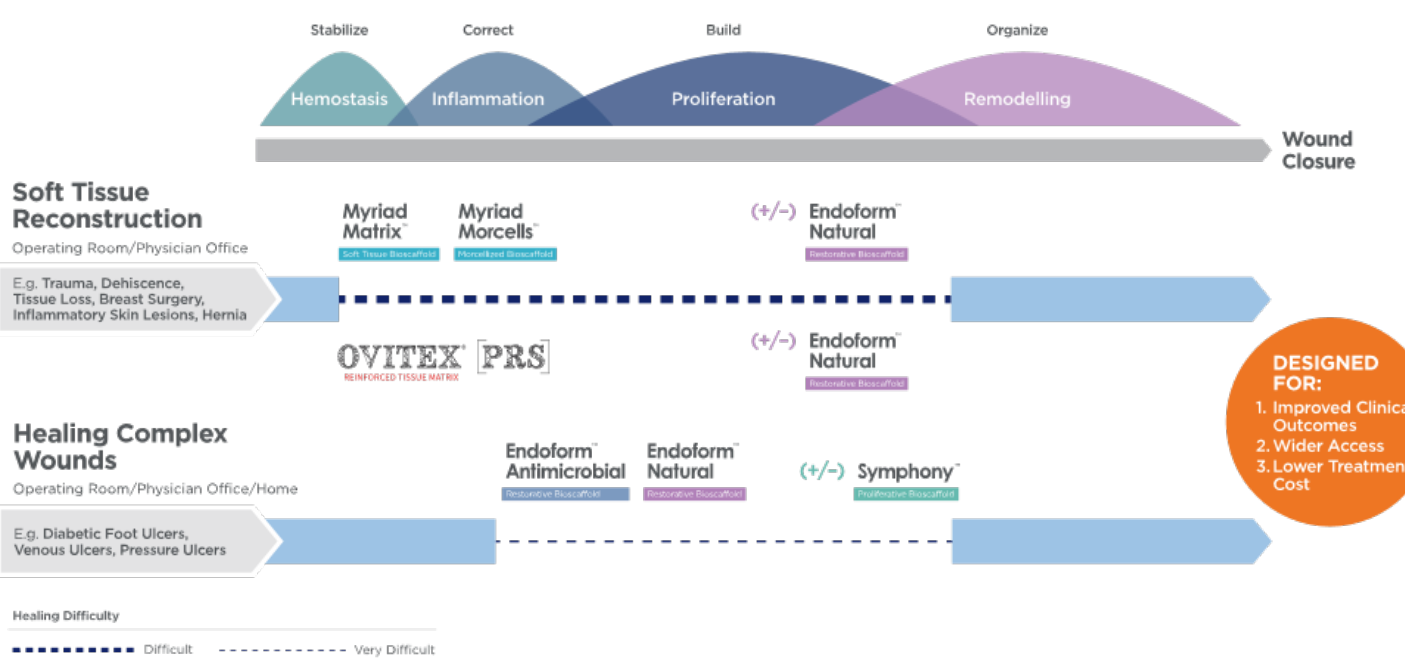 Stabilize
Correct
Build
Organize
Hemostasis
Inflammation
Proliferation
Remodelling
Wound
Closure
Soft Tissue
Reconstruction
Operating Room/Physician Office
E.g. Trauma, Dehiscence,
Tissue Loss, Breast Surgery,
Inflammatory Skin Lesions, Hernia
Myriad
Matrix™
Soft Tissue Bioscaffold
Myriad
Morcells™
Morcellized Bioscaffold
(+/-) Endoform™
Natural
Restorative Bioscaffold
OVITEX® [PRS]
REINFORCED TISSUE MATRIX
(+/-) Endoform™
Natural
Restorative Bioscaffold
DESIGNED
FOR:
1. Improved Clinica
Outcomes
2. Wider Access
3. Lower Treatmen
Cost
Healing Complex
Wounds
Operating Room/Physician Office/Home
E.g. Diabetic Foot Ulcers,
Venous Ulcers, Pressure Ulcers
Endoform™
Antimicrobial
Restorative Bioscaffold
Endoform™
Natural
Restorative Bioscaffold
(+/-) Symphony™
Proliferative Bioscaffold
Healing Difficulty
Difficult
Very Difficult